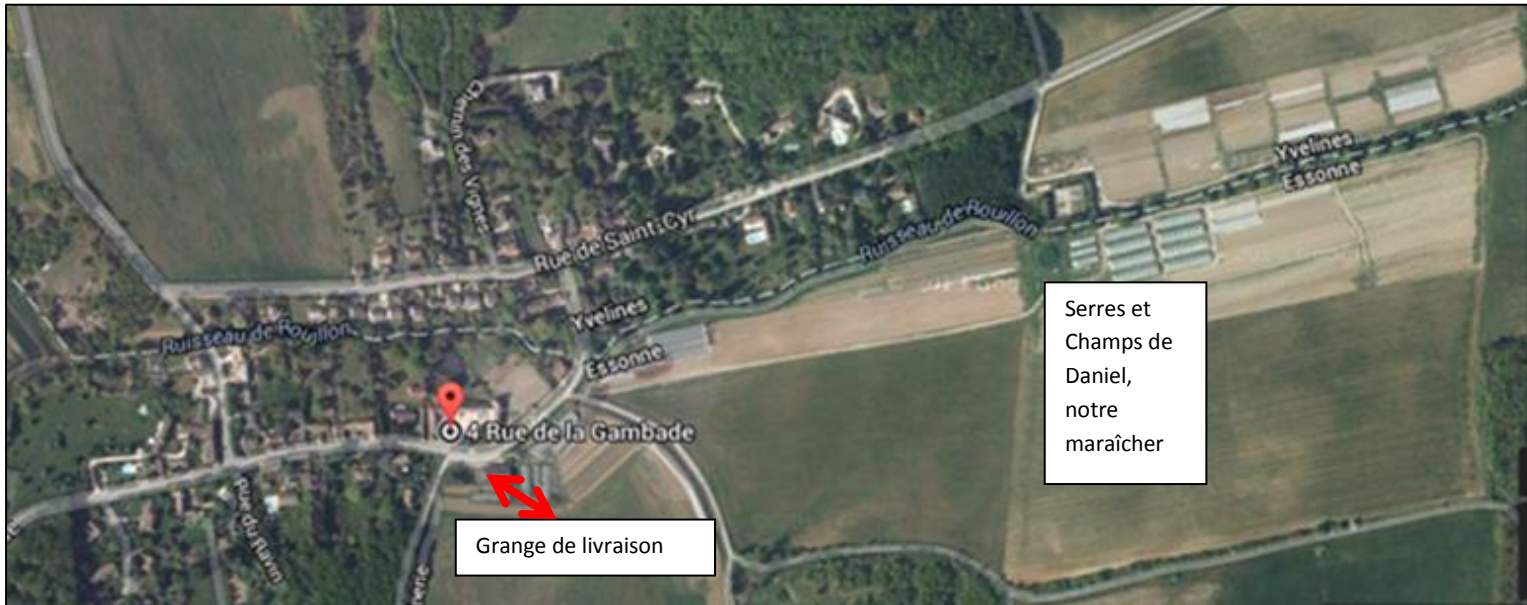 Chemin des Vignes
Rue de Saint-Cyr
Yvelines
Essonne
Ruisseau de Rouillon
Yvelines
Ruisseau de Rouillon
Essonne
Serres et
Champs de
Daniel,
notre
maraîcher
4 Rue de la Gambade
Rue du Ravin
Grange de livraison
nerie